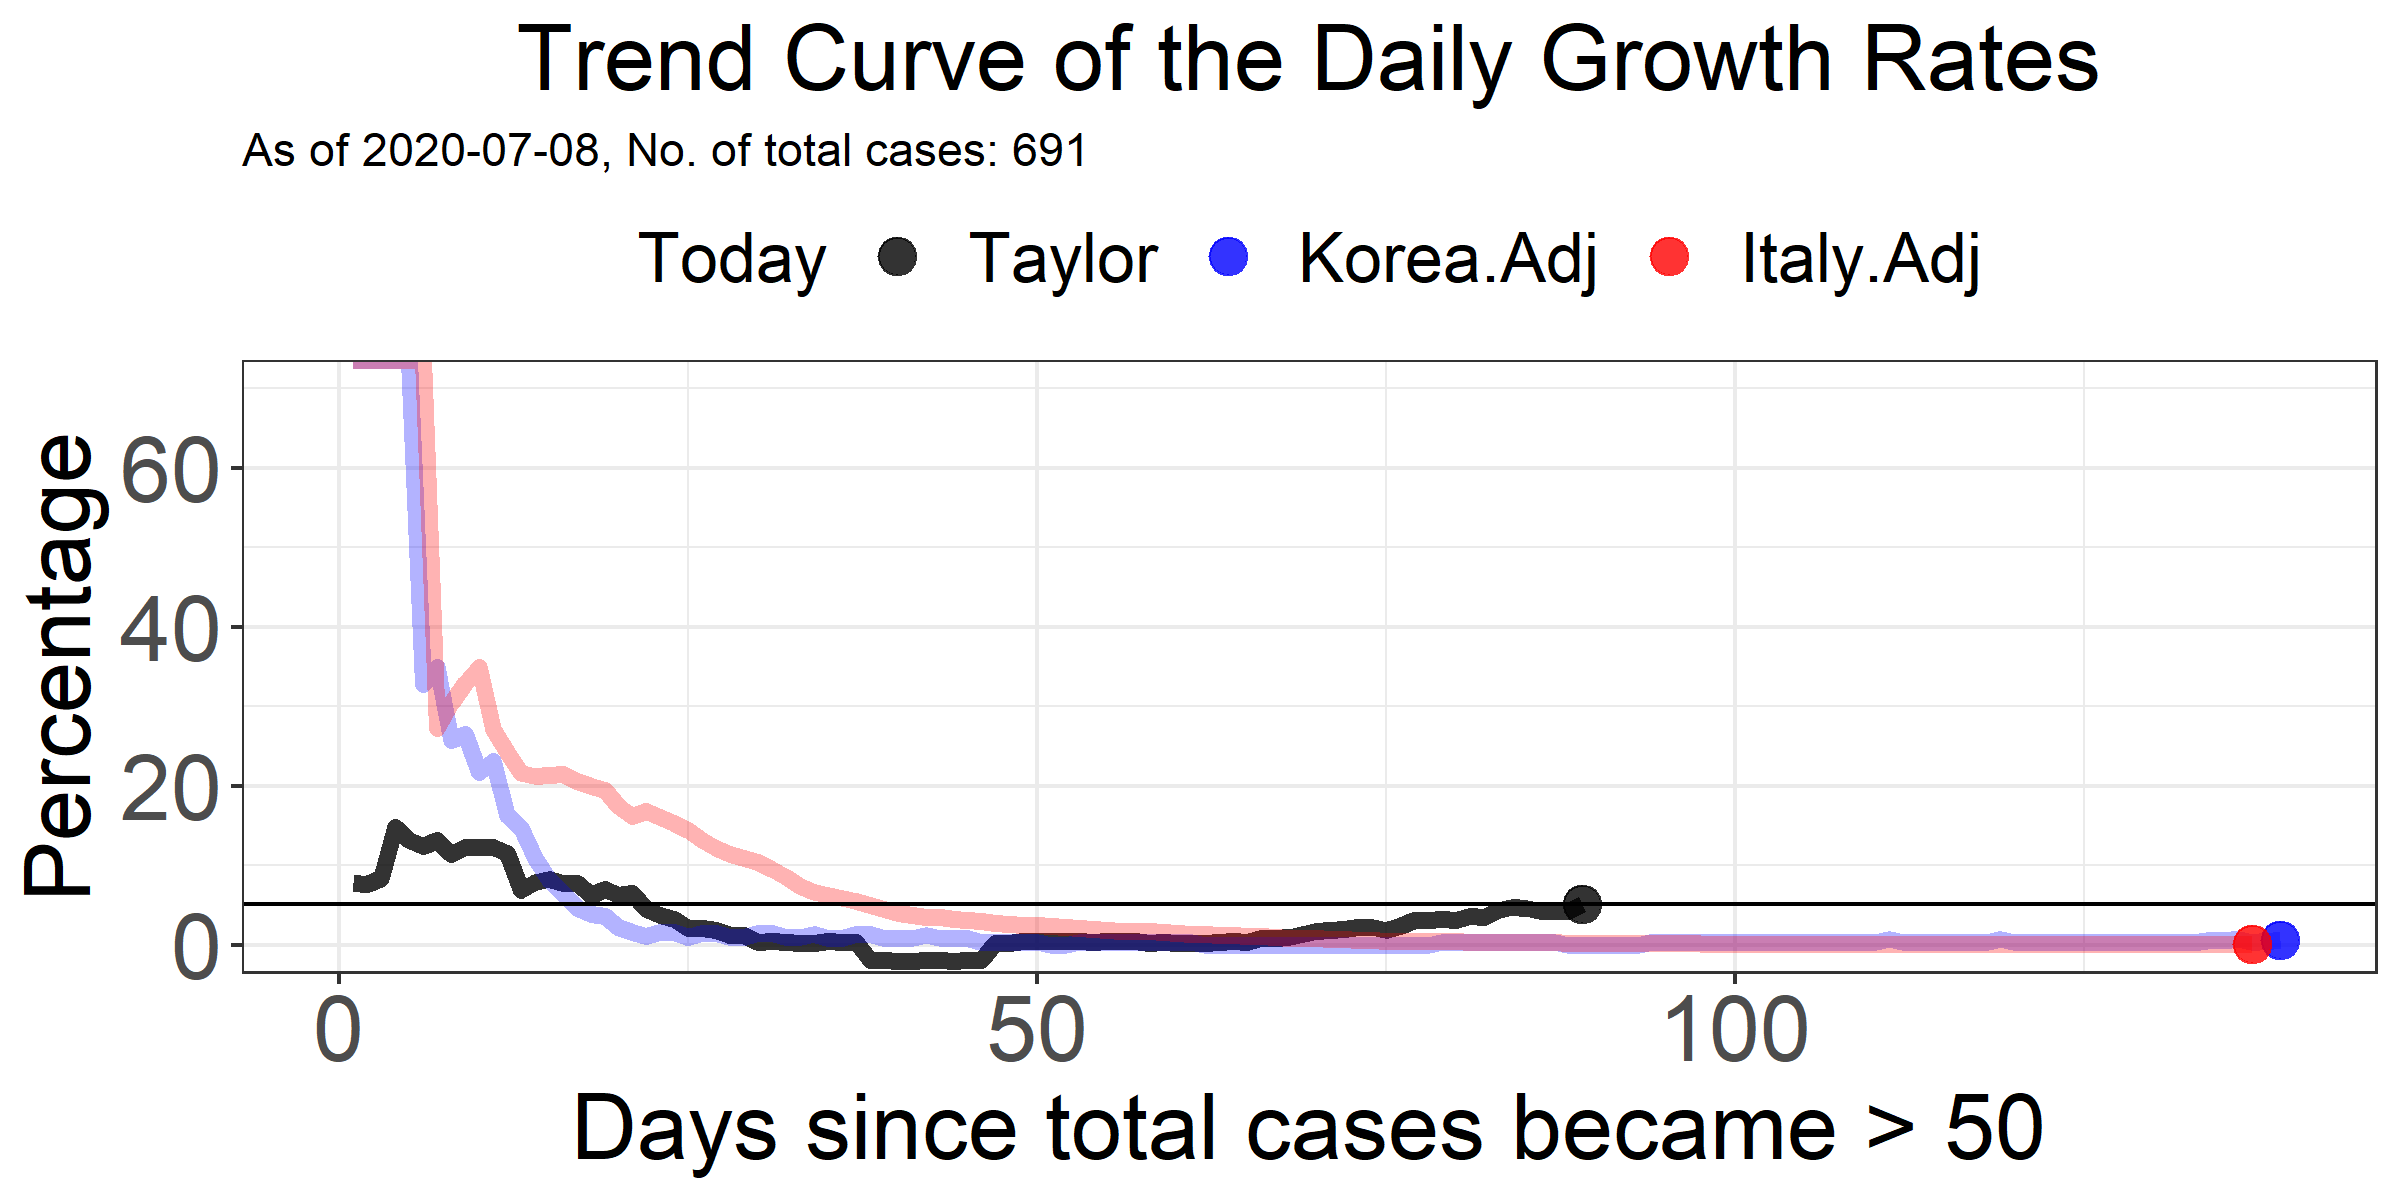 Trend Curve of the Daily Growth Rates
As of 2020-07-08, No. of total cases: 691
Today Taylor Korea.Adj Italy.Adj
Percentage
60
40
20
0
0 50 100
Days since total cases became > 50